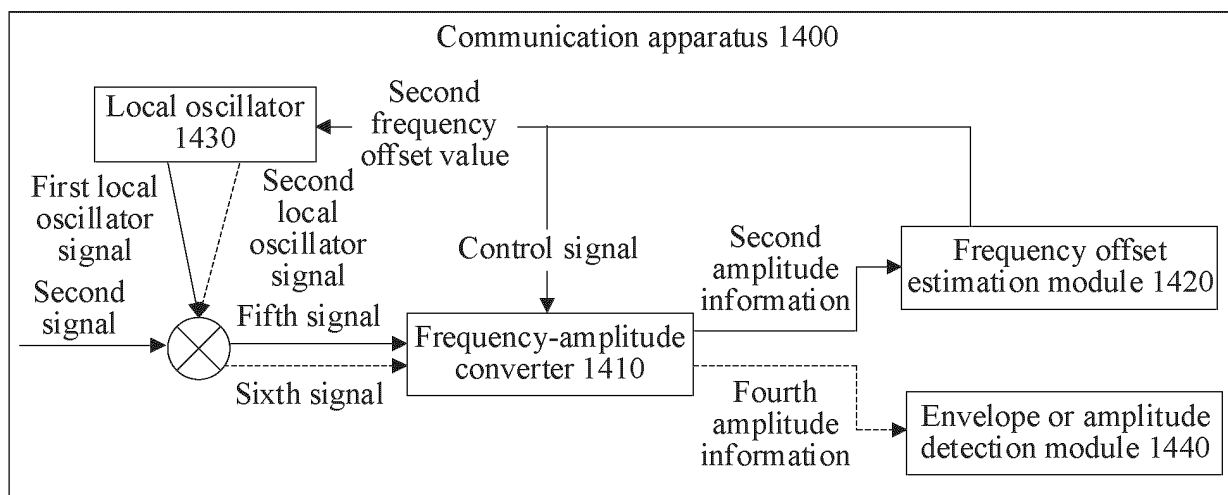 Communication apparatus 1400
Local oscillator
1430
Second
frequency
offset value
First local
oscillator
signal
Second
local
oscillator
signal
Control signal
Second
amplitude
information
Frequency offset
estimation module 1420
Second
signal
Fifth signal
Sixth signal
Frequency-amplitude
converter 1410
Fourth
amplitude
information
Envelope or amplitude
detection module 1440